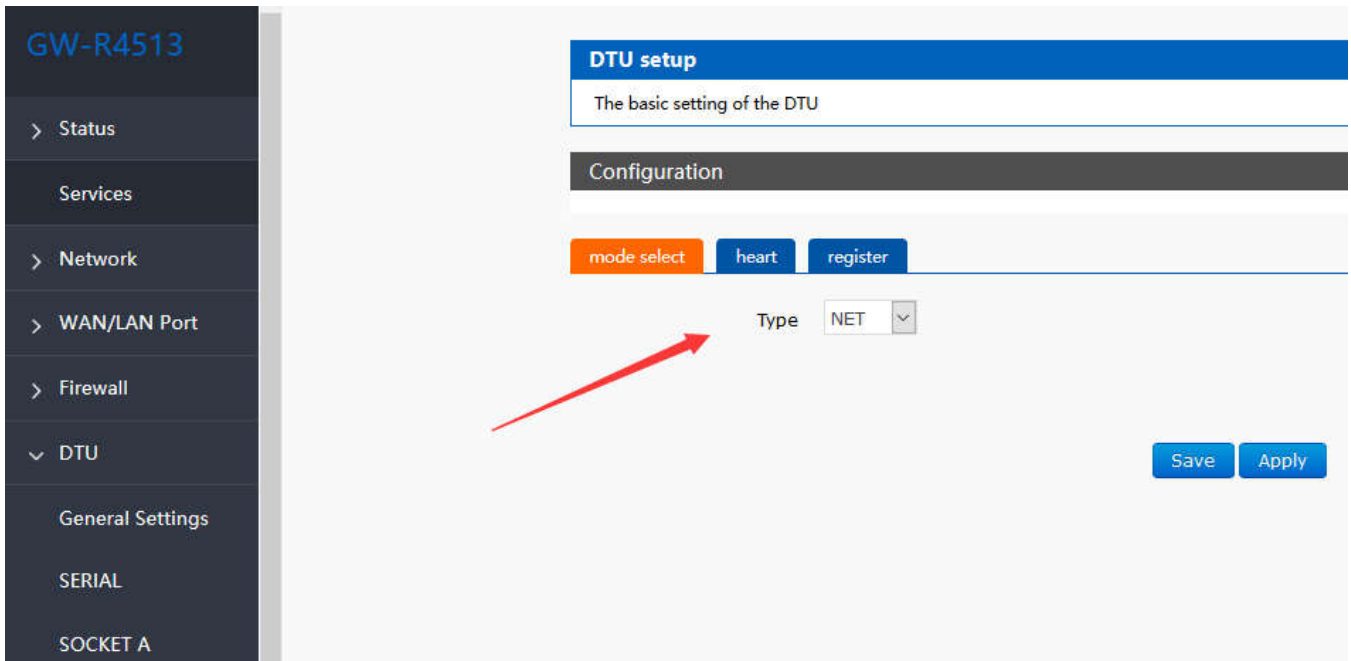 GW-R4513
Status
Services
Network
WAN/LAN Port
Firewall
DTU
General Settings
SERIAL
SOCKET A
DTU setup
The basic setting of the DTU
Configuration
mode select heart register
Type NET
Save Apply